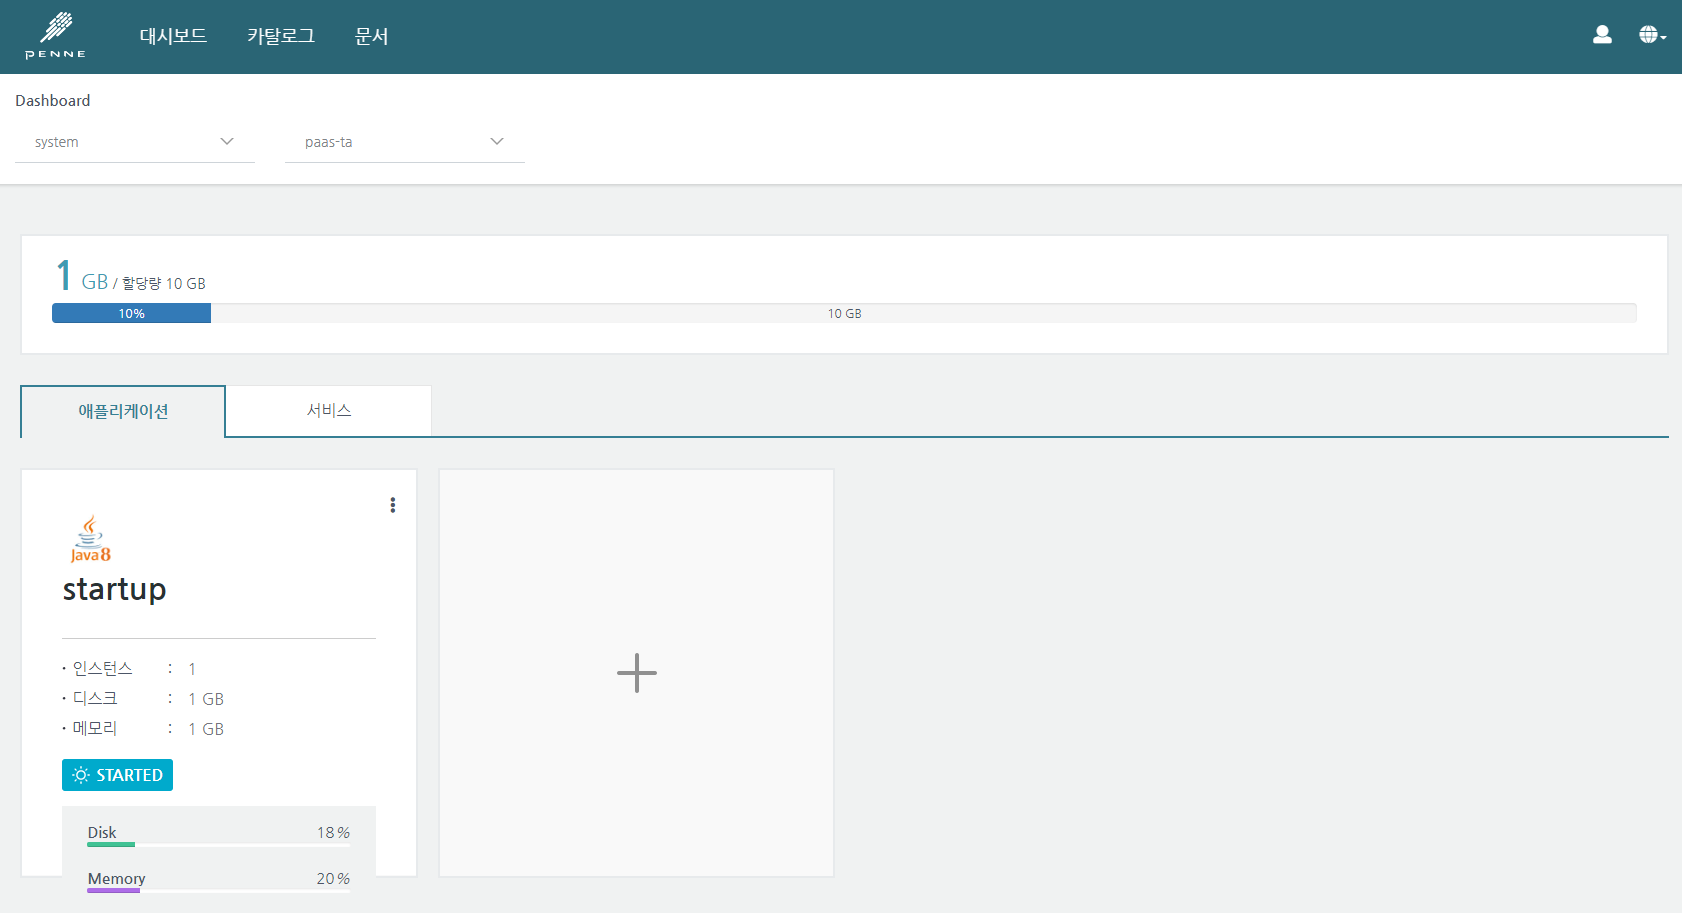 PENNE
대시보드 카탈로그 문서
Dashboard
system paas-ta
1 GB / 할당량 10 GB
10% 10 GB
애플리케이션 서비스
Java8
startup
· 인스턴스 : 1
· 디스크 : 1 GB
· 메모리 : 1 GB
STARTED
Disk 18%
Memory 20%